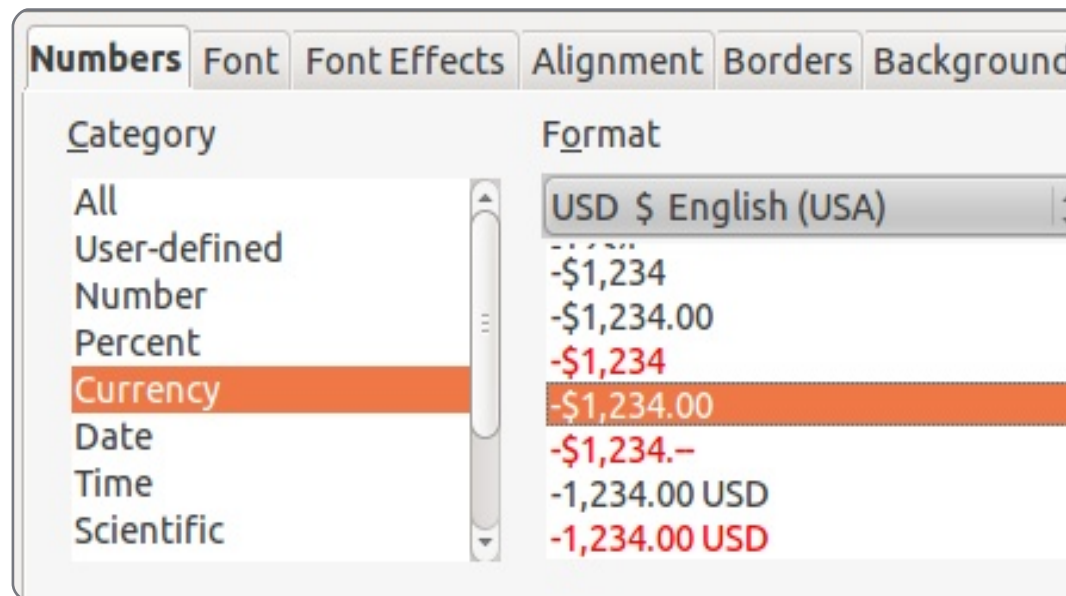 Numbers Font Font Effects Alignment Borders Background
Category
All
User-defined
Number
Percent
Currency
Date
Time
Scientific
Format
USD $ English (USA)
-$1,234
-$1,234.00
-$1,234
-$1,234.00
-$1,234.--
-1,234.00 USD
-1,234.00 USD